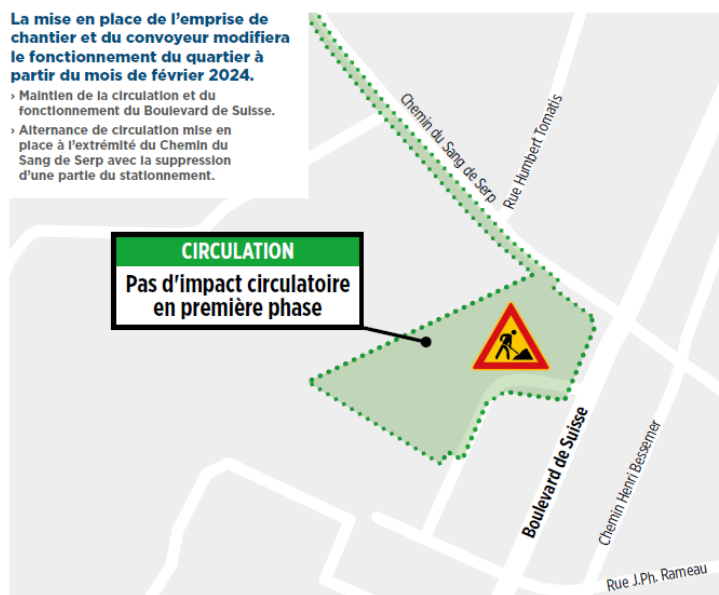 La mise en place de l’emprise de
chantier et du convoyeur modifiera
le fonctionnement du quartier à
partir du mois de février 2024.
› Maintien de la circulation et du
fonctionnement du Boulevard de Suisse.
› Alternance de circulation mise en
place à l’extrémité du Chemin du
Sang de Serp avec la suppression
d’une partie du stationnement.
Chemin du Sang de Serp
Rue Humbert Tomatis
CIRCULATION
Pas d'impact circulatoire
en première phase
Boulevard de Suisse
Chemin Henri Bessemer
Rue J.Ph. Rameau